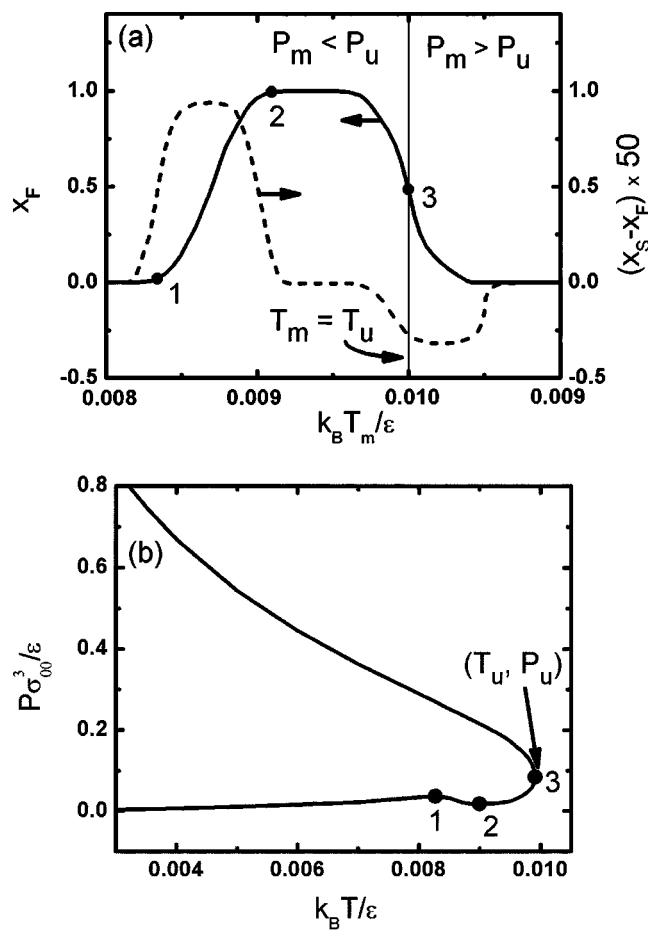 (a)
P_m < P_u
P_m > P_u
1.0
1.0
2
x_F
0.5
0.5
3
(x_S-x_F) × 50
0.0
0.0
1
T_m = T_u
-0.5
-0.5
0.008
0.009
0.010
0.009
k_BT_m/ε
0.8
(b)
0.6
(T_u, P_u)
Pσ_00^3/ε
0.4
0.2
3
0.0
1
2
0.004
0.006
0.008
0.010
k_BT/ε